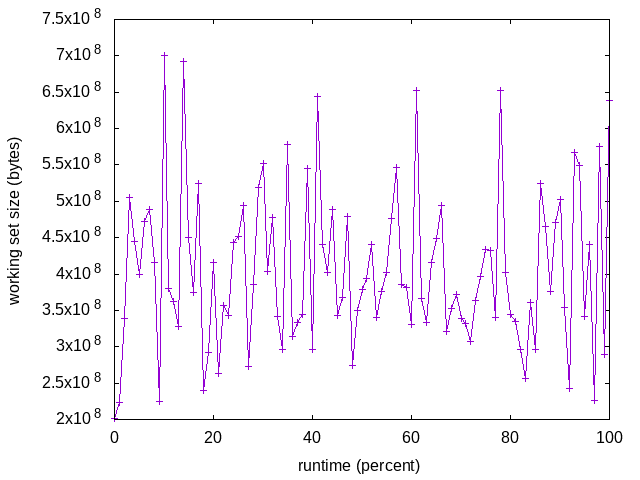 7.5x10^8
7x10^8
6.5x10^8
6x10^8
5.5x10^8
5x10^8
4.5x10^8
4x10^8
3.5x10^8
3x10^8
2.5x10^8
2x10^8
working set size (bytes)
0 20 40 60 80 100
runtime (percent)